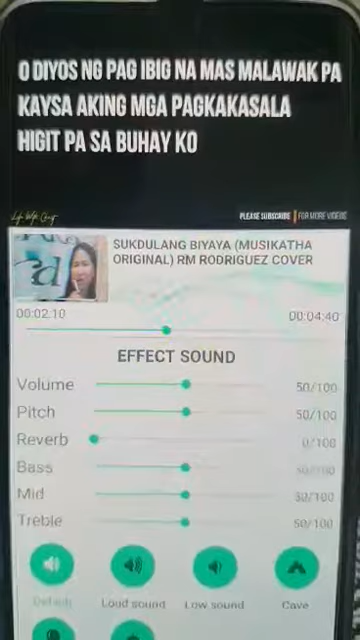 O DIYOS NG PAG IBIG NA MAS MALAWAK PA
KAYSA AKING MGA PAGKAKASALA
HIGIT PA SA BUHAY KO
PLEASE SUBSCRIBE FOR MORE VIDEOS
SUKDULANG BIYAYA (MUSIKATHA
ORIGINAL) RM RODRIGUEZ COVER
00:02:10 00:04:40
EFFECT SOUND
Volume 50/100
Pitch 50/100
Reverb 0/100
Bass 50/100
Mid 50/100
Treble 50/100
Default Loud sound Low sound Cave